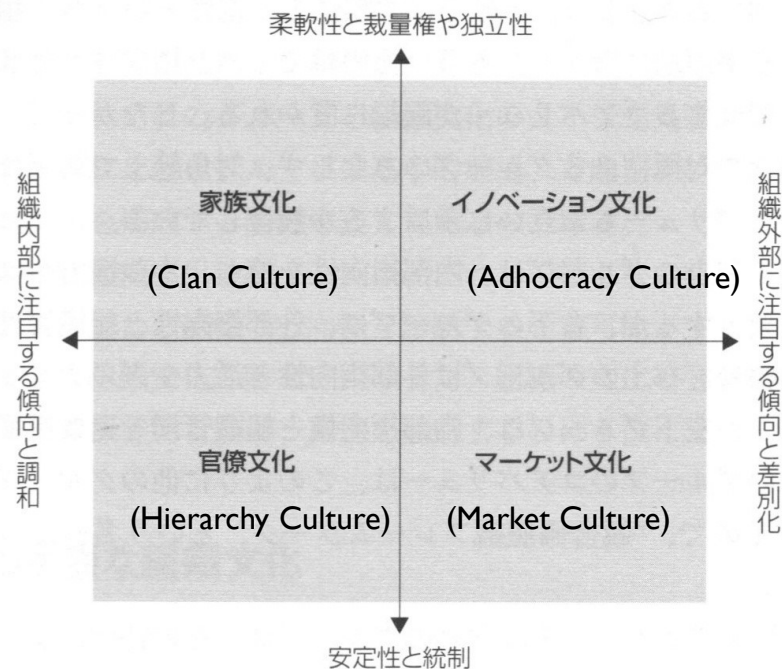 柔軟性と裁量権や独立性
組織内部に注目する傾向と調和
家族文化
(Clan Culture)
イノベーション文化
(Adhocracy Culture)
組織外部に注目する傾向と差別化
官僚文化
(Hierarchy Culture)
マーケット文化
(Market Culture)
安定性と統制